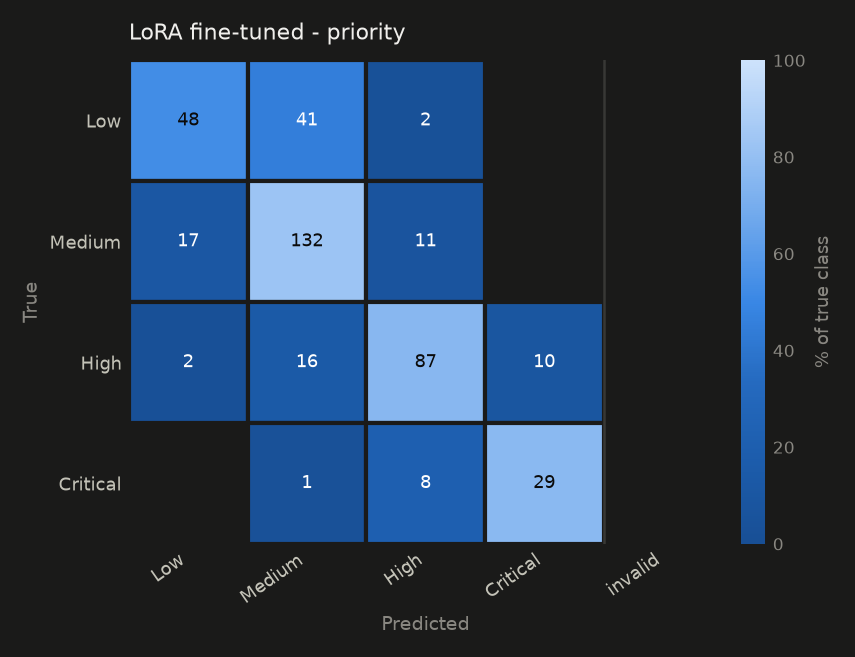 LoRA fine-tuned - priority
100
80
60
40
20
0
% of true class
True
Low
48 41 2
Medium
17 132 11
High
2 16 87 10
Critical
1 8 29
Low Medium High Critical invalid
Predicted